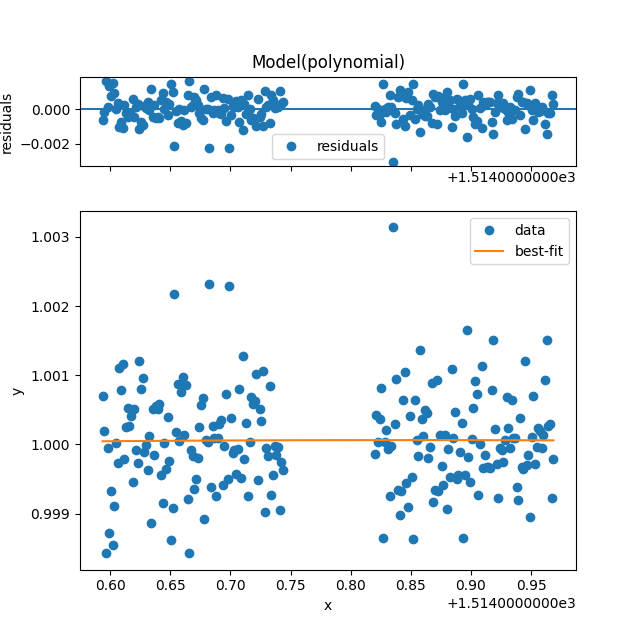 Model(polynomial)
residuals
0.000
−0.002
residuals
+1.5140000000e3
y
1.003
1.002
1.001
1.000
0.999
data
best-fit
0.60 0.65 0.70 0.75 0.80 0.85 0.90 0.95
x
+1.5140000000e3